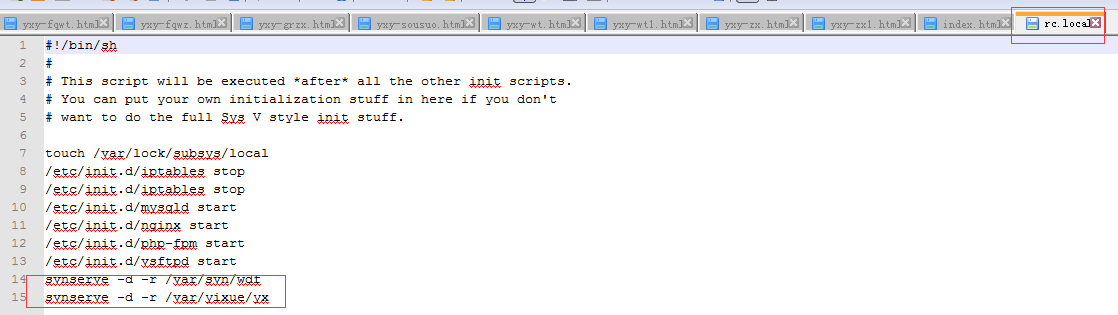 yxy-fqwt.html yxy-fqwz.html yxy-grzx.html yxy-sousuo.html yxy-wt.html yxy-wt1.html yxy-zx.html yxy-zx1.html index.html rc.local
1 #!/bin/sh
2 #
3 # This script will be executed *after* all the other init scripts.
4 # You can put your own initialization stuff in here if you don't
5 # want to do the full Sys V style init stuff.
6
7 touch /var/lock/subsys/local
8 /etc/init.d/iptables stop
9 /etc/init.d/iptables stop
10 /etc/init.d/mysqld start
11 /etc/init.d/nginx start
12 /etc/init.d/php-fpm start
13 /etc/init.d/vsftpd start
14 svnserve -d -r /var/svn/wdf
15 svnserve -d -r /var/yixue/yx